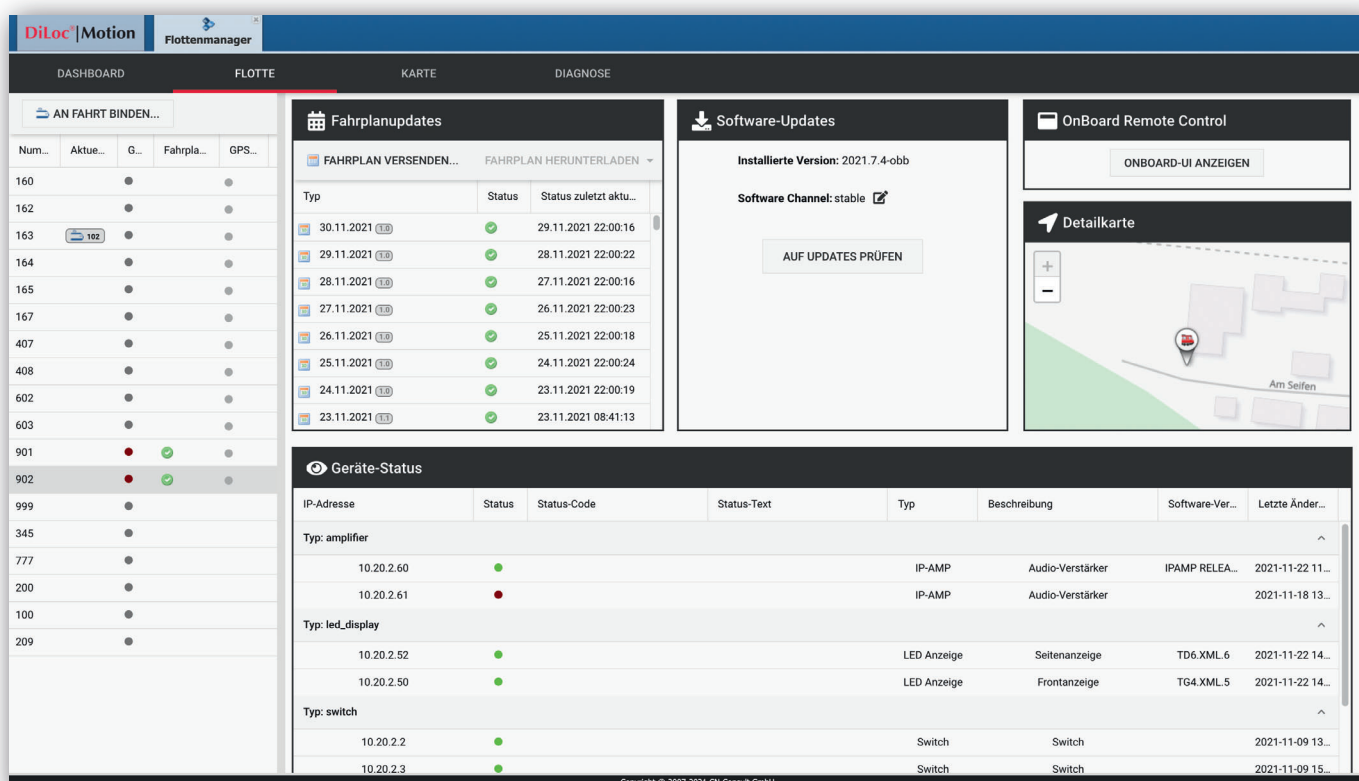 DiLoc®|Motion
Flottenmanager
DASHBOARD FLOTTE KARTE DIAGNOSE
AN FAHRT BINDEN...
Num... Aktue... G... Fahrpla... GPS...
160
162
163 102
164
165
167
407
408
602
603
901
902
999
345
777
200
100
209
Fahrplanupdates
FAHRPLAN VERSENDEN... FAHRPLAN HERUNTERLADEN
Typ Status Status zuletzt aktu...
30.11.2021 1.0 29.11.2021 22:00:16
29.11.2021 1.0 28.11.2021 22:00:22
28.11.2021 1.0 27.11.2021 22:00:16
27.11.2021 1.0 26.11.2021 22:00:23
26.11.2021 1.0 25.11.2021 22:00:18
25.11.2021 1.0 24.11.2021 22:00:24
24.11.2021 1.0 23.11.2021 22:00:19
23.11.2021 1.1 23.11.2021 08:41:13
Software-Updates
Installierte Version: 2021.7.4-obb
Software Channel: stable
AUF UPDATES PRÜFEN
OnBoard Remote Control
ONBOARD-UI ANZEIGEN
Detailkarte
+
−
Am Seifen
Geräte-Status
IP-Adresse Status Status-Code Status-Text Typ Beschreibung Software-Ver... Letzte Änder...
Typ: amplifier
10.20.2.60 IP-AMP Audio-Verstärker IPAMP RELEA... 2021-11-22 11...
10.20.2.61 IP-AMP Audio-Verstärker 2021-11-18 13...
Typ: led_display
10.20.2.52 LED Anzeige Seitenanzeige TD6.XML.6 2021-11-22 14...
10.20.2.50 LED Anzeige Frontanzeige TG4.XML.5 2021-11-22 14...
Typ: switch
10.20.2.2 Switch Switch 2021-11-09 13...
10.20.2.3 Switch Switch 2021-11-09 15...